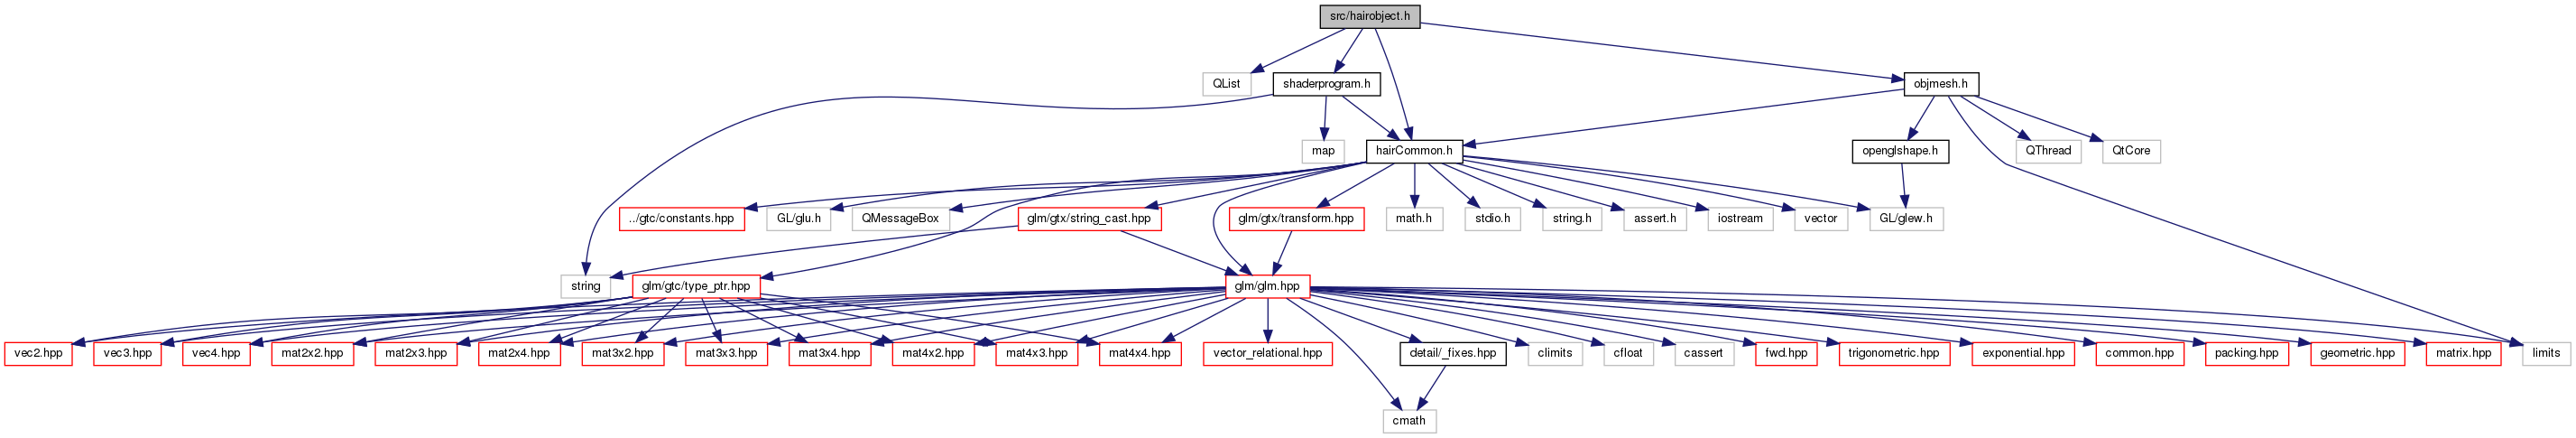 src/hairobject.h
QList
shaderprogram.h
objmesh.h
map
hairCommon.h
openglshape.h
QThread
QtCore
../gtc/constants.hpp
GL/glu.h
QMessageBox
glm/gtx/string_cast.hpp
glm/gtx/transform.hpp
math.h
stdio.h
string.h
assert.h
iostream
vector
GL/glew.h
string
glm/gtc/type_ptr.hpp
glm/glm.hpp
vec2.hpp
vec3.hpp
vec4.hpp
mat2x2.hpp
mat2x3.hpp
mat2x4.hpp
mat3x2.hpp
mat3x3.hpp
mat3x4.hpp
mat4x2.hpp
mat4x3.hpp
mat4x4.hpp
vector_relational.hpp
detail/_fixes.hpp
climits
cfloat
cassert
fwd.hpp
trigonometric.hpp
exponential.hpp
common.hpp
packing.hpp
geometric.hpp
matrix.hpp
limits
cmath